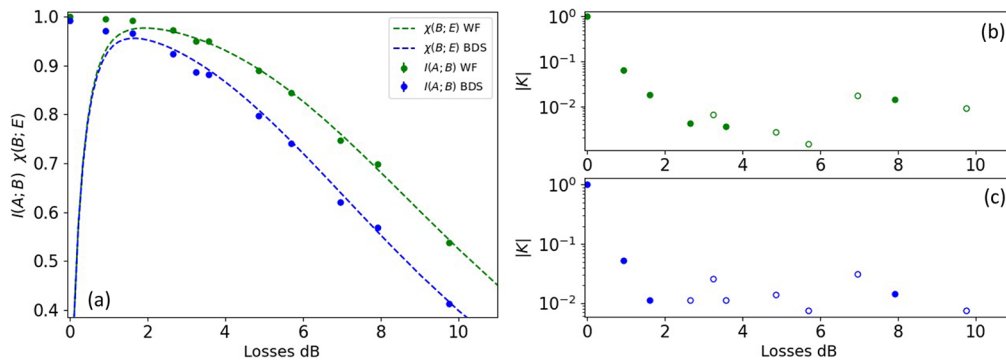 1.0
0.9
0.8
0.7
0.6
0.5
0.4
I(A; B) χ(B; E)
χ(B; E) WF
χ(B; E) BDS
I(A; B) WF
I(A; B) BDS
(a)
0 2 4 6 8 10
Losses dB
10⁰
10⁻¹
10⁻²
|K|
(b)
0 2 4 6 8 10
10⁰
10⁻¹
10⁻²
|K|
(c)
0 2 4 6 8 10
Losses dB